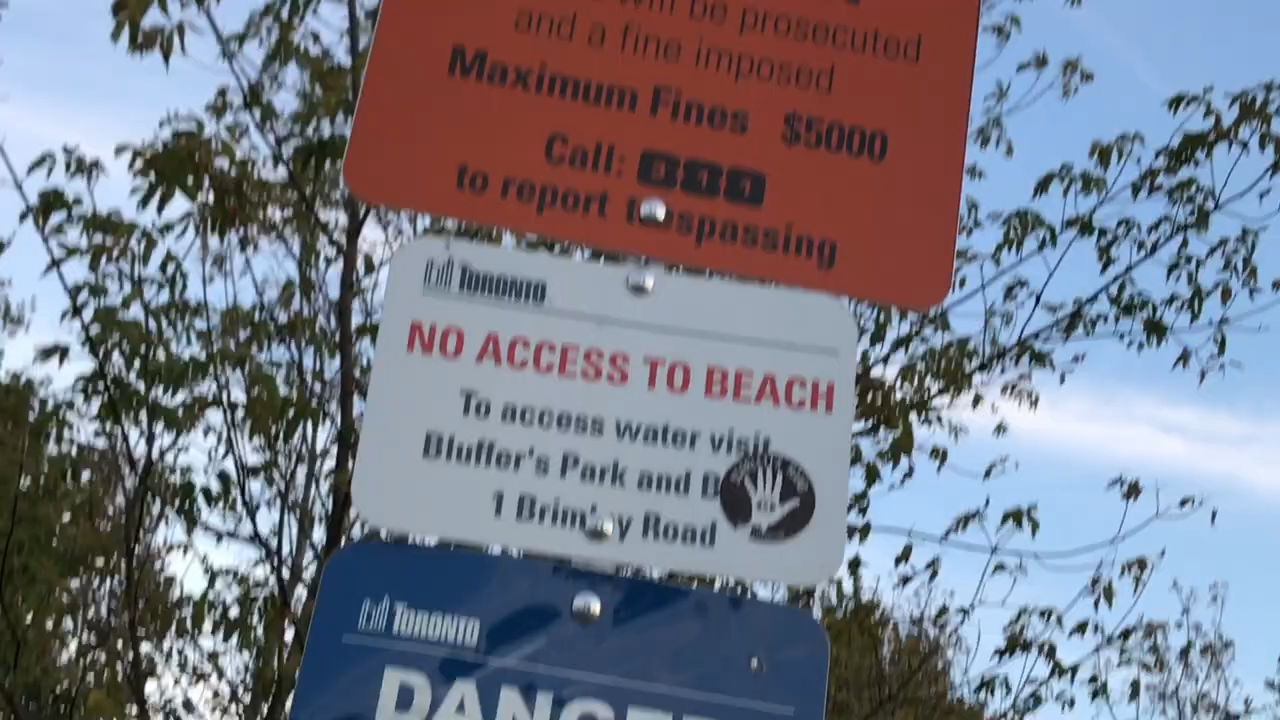 will be prosecuted
and a fine imposed
Maximum Fines $5000
Call:
to report trespassing
TORONTO
NO ACCESS TO BEACH
To access water visit
Bluffer's Park and B
1 Brimley Road
TORONTO
DANGER